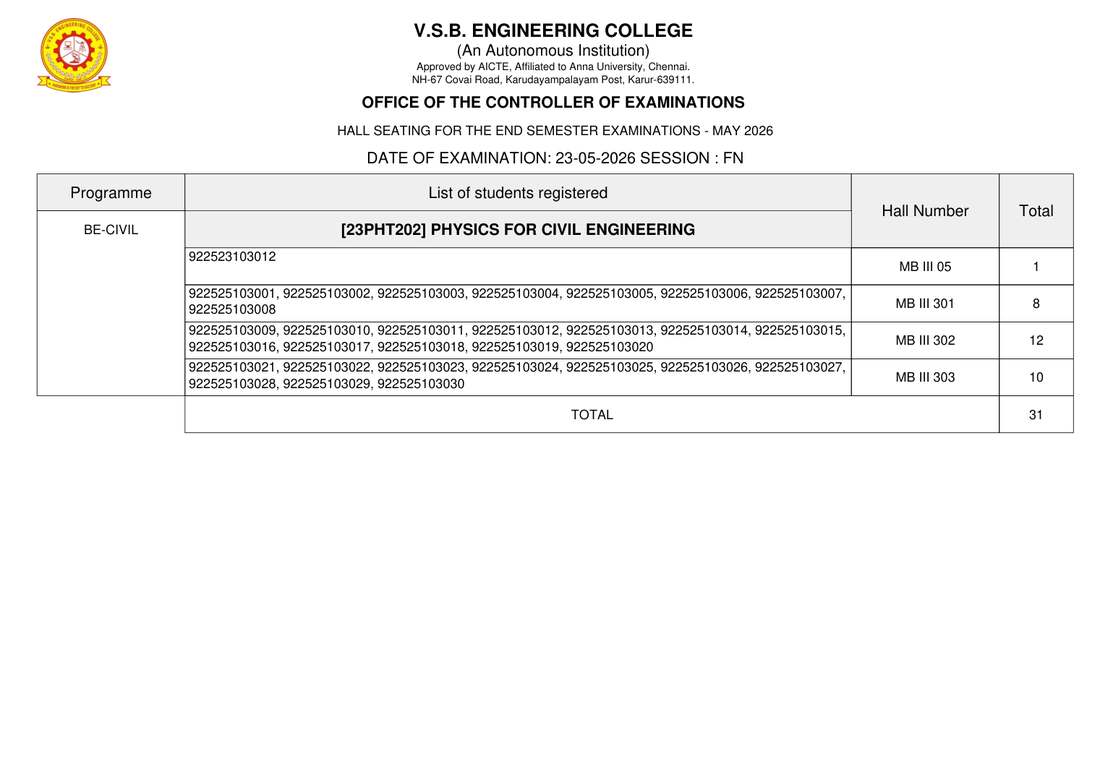 V.S.B. ENGINEERING COLLEGE
(An Autonomous Institution)
Approved by AICTE, Affiliated to Anna University, Chennai.
NH-67 Covai Road, Karudayampalayam Post, Karur-639111.
OFFICE OF THE CONTROLLER OF EXAMINATIONS
HALL SEATING FOR THE END SEMESTER EXAMINATIONS - MAY 2026
DATE OF EXAMINATION: 23-05-2026 SESSION : FN
Programme List of students registered Hall Number Total
BE-CIVIL [23PHT202] PHYSICS FOR CIVIL ENGINEERING
922523103012 MB III 05 1
922525103001, 922525103002, 922525103003, 922525103004, 922525103005, 922525103006, 922525103007,
922525103008 MB III 301 8
922525103009, 922525103010, 922525103011, 922525103012, 922525103013, 922525103014, 922525103015,
922525103016, 922525103017, 922525103018, 922525103019, 922525103020 MB III 302 12
922525103021, 922525103022, 922525103023, 922525103024, 922525103025, 922525103026, 922525103027,
922525103028, 922525103029, 922525103030 MB III 303 10
TOTAL 31